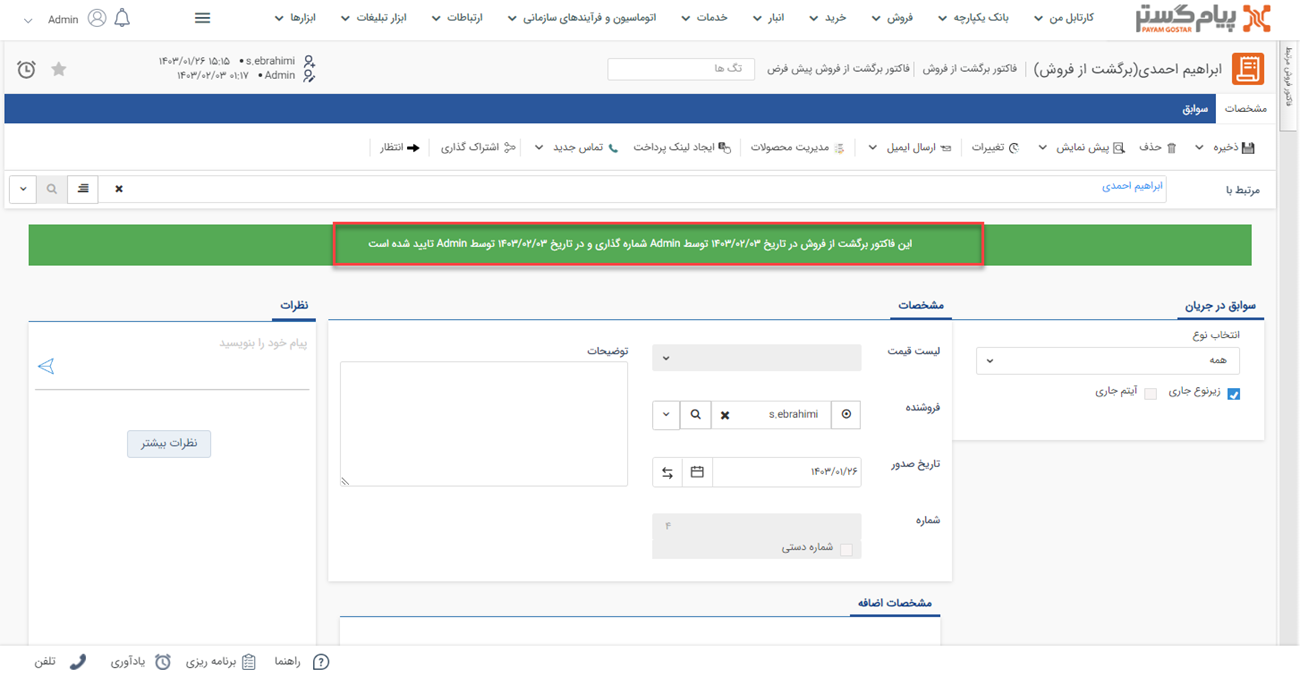 پیام گستر
PAYAM GOSTAR
کارتابل من
بانک یکپارچه
فروش
خرید
انبار
خدمات
ارتباطات
اتوماسیون و فرآیندهای سازمانی
ابزار تبلیغات
ابزارها
Admin
فاکتور فروش مرتبط
ابراهیم احمدی(برگشت از فروش)
فاکتور برگشت از فروش
فاکتور برگشت از فروش پیش فرض
تگ ها
s.ebrahimi • ۱۴۰۳/۰۱/۲۶ ۱۵:۱۵
Admin • ۱۴۰۳/۰۲/۰۳ ۰۱:۱۷
مشخصات
سوابق
ذخیره
حذف
پیش نمایش
تغییرات
ارسال ایمیل
مدیریت محصولات
ایجاد لینک پرداخت
تماس جدید
اشتراک گذاری
انتظار
مرتبط با
ابراهیم احمدی
این فاکتور برگشت از فروش در تاریخ ۱۴۰۳/۰۲/۰۳ توسط Admin شماره گذاری و در تاریخ ۱۴۰۳/۰۲/۰۳ توسط Admin تایید شده است
سوابق در جریان
انتخاب نوع
همه
زیرنوع جاری
آیتم جاری
مشخصات
لیست قیمت
فروشنده
s.ebrahimi
تاریخ صدور
۱۴۰۳/۰۱/۲۶
شماره
۴
شماره دستی
توضیحات
مشخصات اضافه
نظرات
پیام خود را بنویسید
نظرات بیشتر
راهنما
برنامه ریزی
یادآوری
تلفن